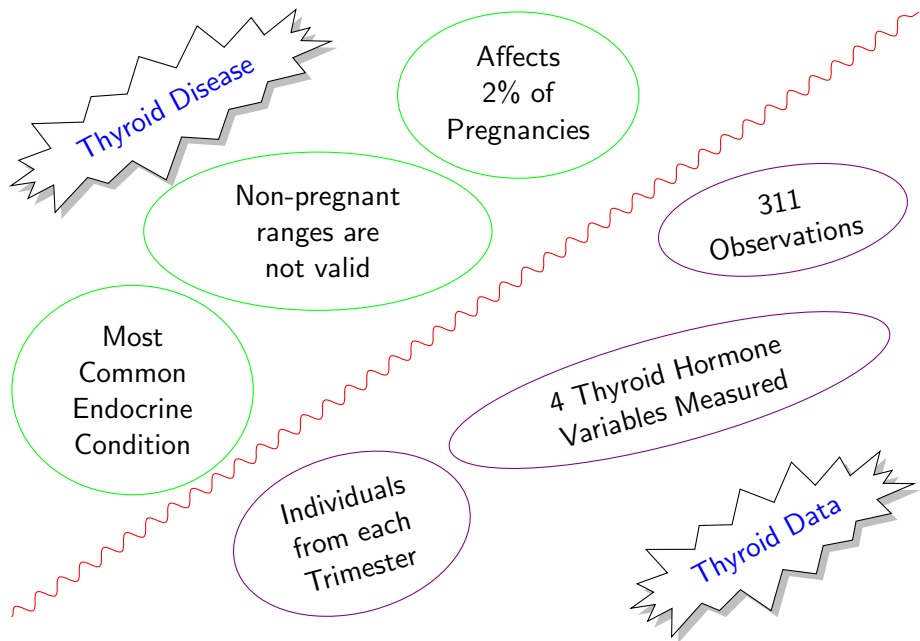 Thyroid Disease
Affects
2% of
Pregnancies
Non-pregnant
ranges are
not valid
Most
Common
Endocrine
Condition
311
Observations
4 Thyroid Hormone
Variables Measured
Individuals
from each
Trimester
Thyroid Data